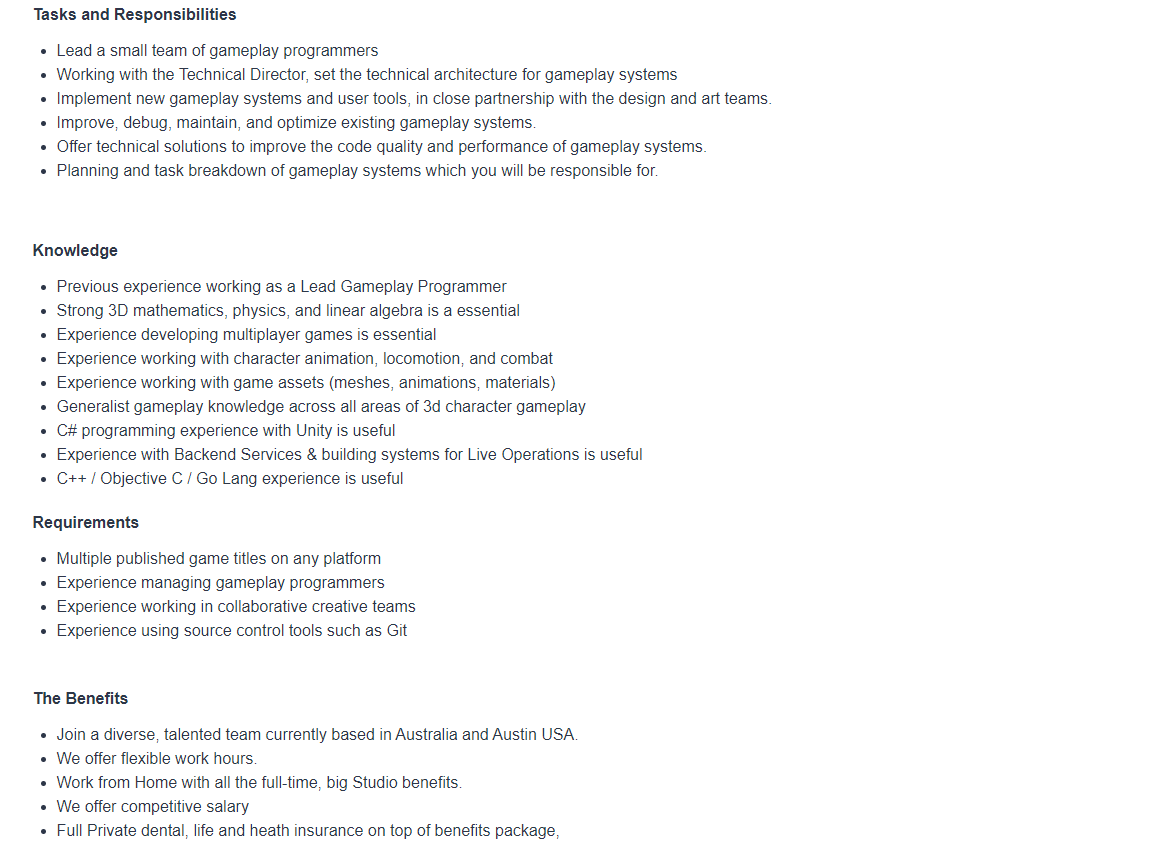 Tasks and Responsibilities
Lead a small team of gameplay programmers
Working with the Technical Director, set the technical architecture for gameplay systems
Implement new gameplay systems and user tools, in close partnership with the design and art teams.
Improve, debug, maintain, and optimize existing gameplay systems.
Offer technical solutions to improve the code quality and performance of gameplay systems.
Planning and task breakdown of gameplay systems which you will be responsible for.
Knowledge
Previous experience working as a Lead Gameplay Programmer
Strong 3D mathematics, physics, and linear algebra is a essential
Experience developing multiplayer games is essential
Experience working with character animation, locomotion, and combat
Experience working with game assets (meshes, animations, materials)
Generalist gameplay knowledge across all areas of 3d character gameplay
C# programming experience with Unity is useful
Experience with Backend Services & building systems for Live Operations is useful
C++ / Objective C / Go Lang experience is useful
Requirements
Multiple published game titles on any platform
Experience managing gameplay programmers
Experience working in collaborative creative teams
Experience using source control tools such as Git
The Benefits
Join a diverse, talented team currently based in Australia and Austin USA.
We offer flexible work hours.
Work from Home with all the full-time, big Studio benefits.
We offer competitive salary
Full Private dental, life and heath insurance on top of benefits package,